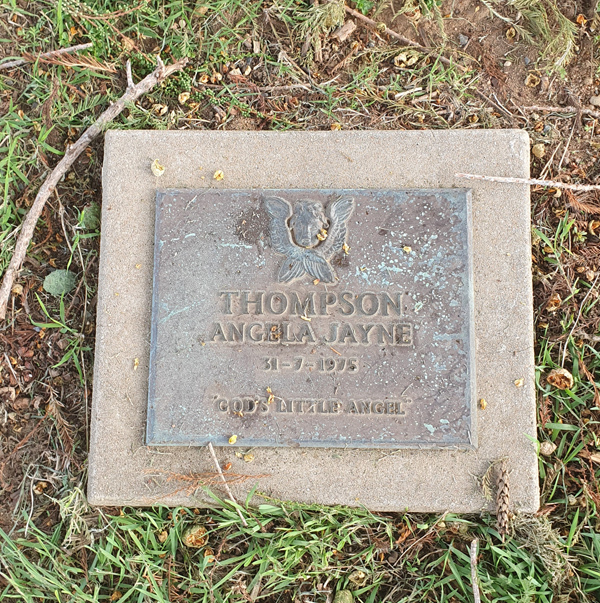 THOMPSON
ANGELA JAYNE
31-7-1975
"GOD'S LITTLE ANGEL"